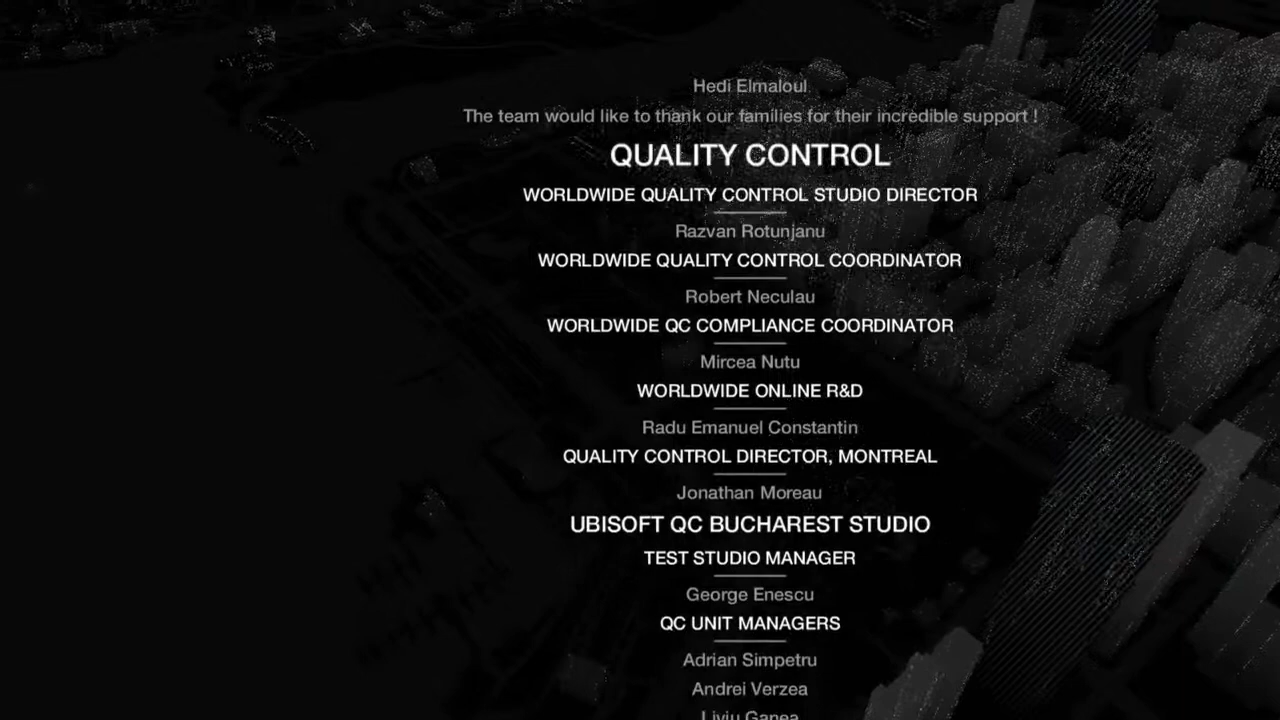 Hedi Elmaloul
The team would like to thank our families for their incredible support !
QUALITY CONTROL
WORLDWIDE QUALITY CONTROL STUDIO DIRECTOR
Razvan Rotunjanu
WORLDWIDE QUALITY CONTROL COORDINATOR
Robert Neculau
WORLDWIDE QC COMPLIANCE COORDINATOR
Mircea Nutu
WORLDWIDE ONLINE R&D
Radu Emanuel Constantin
QUALITY CONTROL DIRECTOR, MONTREAL
Jonathan Moreau
UBISOFT QC BUCHAREST STUDIO
TEST STUDIO MANAGER
George Enescu
QC UNIT MANAGERS
Adrian Simpetru
Andrei Verzea
Liviu Ganea